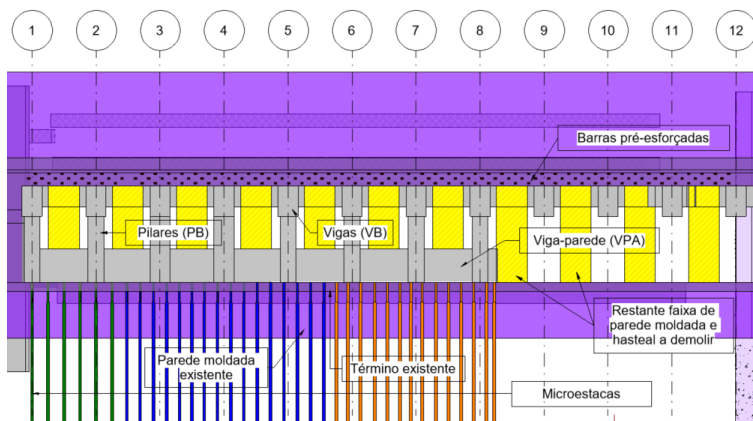 1 2 3 4 5 6 7 8 9 10 11 12
Barras pré-esforçadas
Pilares (PB)
Vigas (VB)
Viga-parede (VPA)
Restante faixa de
parede moldada e
hasteal a demolir
Parede moldada
existente
Término existente
Microestacas